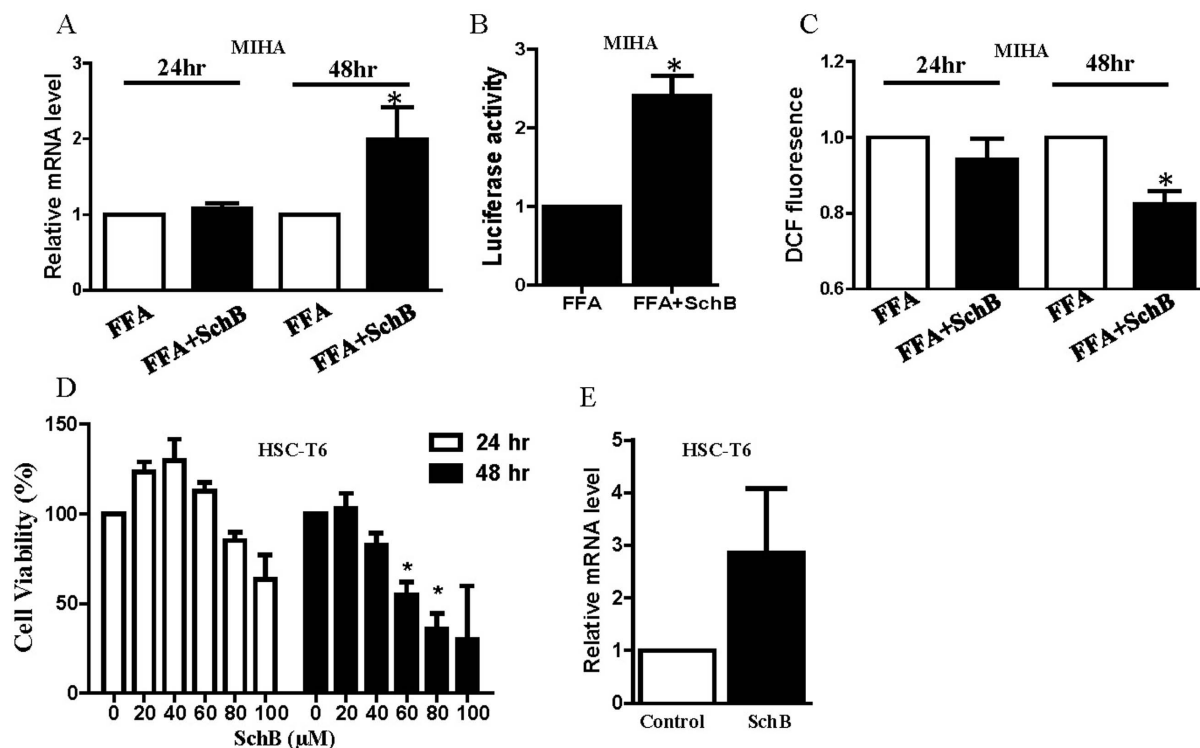 A
MIHA
24hr 48hr
Relative mRNA level
3
2
1
0
*
FFA
FFA+SchB
FFA
FFA+SchB
B
MIHA
Luciferase activity
3
2
1
0
*
FFA FFA+SchB
C
MIHA
24hr 48hr
DCF fluoresence
1.2
1.0
0.8
0.6
*
FFA
FFA+SchB
FFA
FFA+SchB
D
HSC-T6
24 hr
48 hr
Cell Viability (%)
150
100
50
0
* *
0 20 40 60 80 100 0 20 40 60 80 100
SchB (µM)
E
HSC-T6
Relative mRNA level
5
4
3
2
1
0
Control SchB